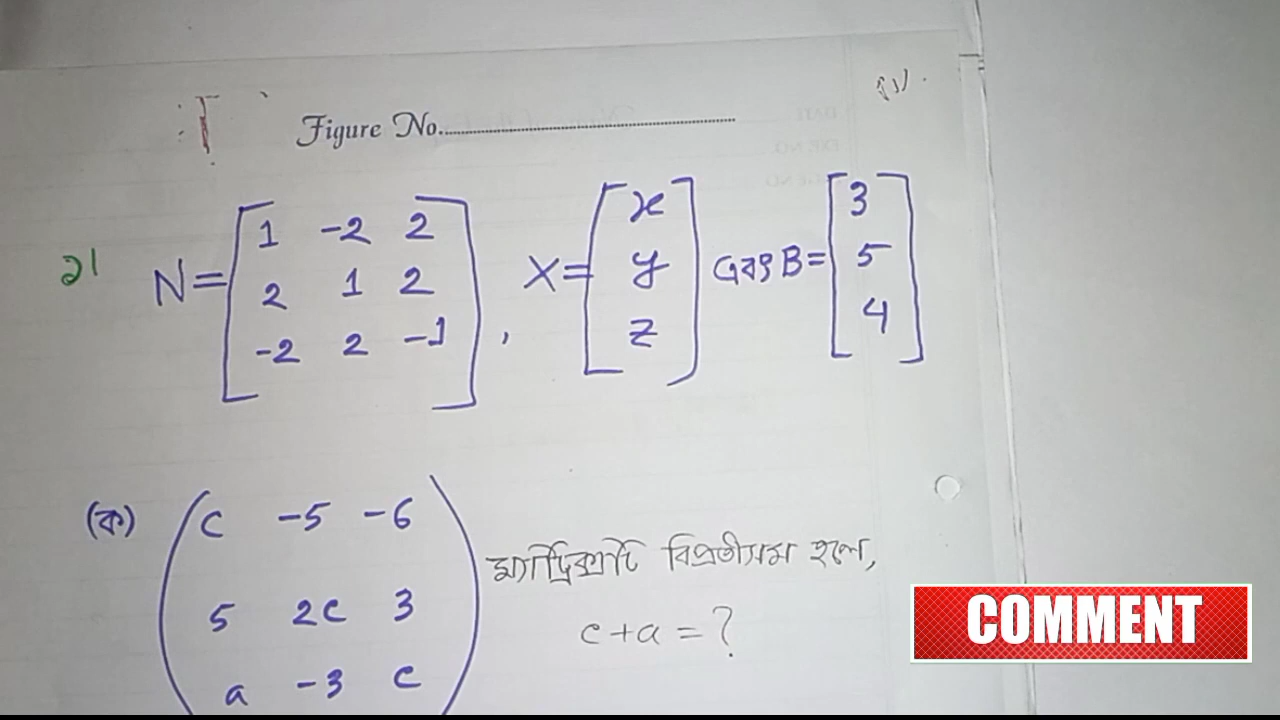 Figure No.
২। N = [1 -2 2; 2 1 2; -2 2 -1], X = [x; y; z] এবং B = [3; 5; 4]
(ক) (c -5 -6; 5 2c 3; a -3 c) ম্যাট্রিক্সটি বিপ্রতীসম হলে,
c + a = ?
COMMENT